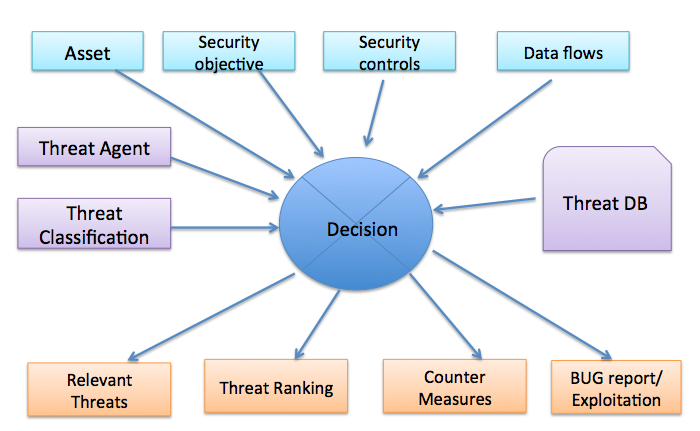 Asset
Security
objective
Security
controls
Data flows
Threat Agent
Threat
Classification
Decision
Threat DB
Relevant
Threats
Threat Ranking
Counter
Measures
BUG report/
Exploitation